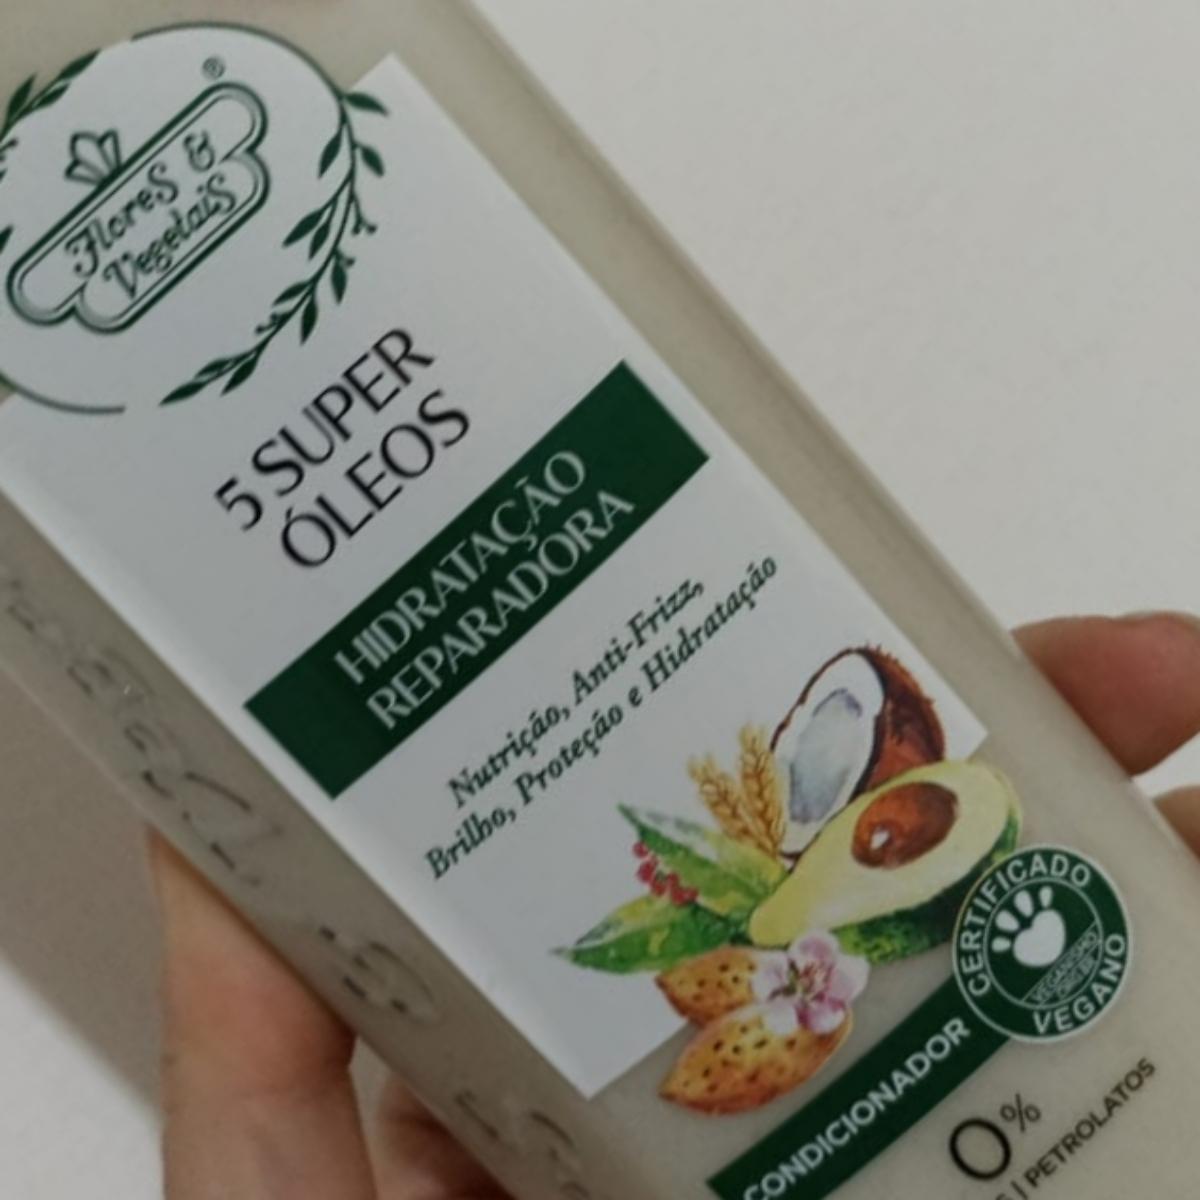 Flores &
Vegetais
®
5 SUPER
ÓLEOS
HIDRATAÇÃO
REPARADORA
Nutrição, Anti-Frizz,
Brilho, Proteção e Hidratação
CERTIFICADO
VEGANO
CONDICIONADOR
0%
| PETROLATOS